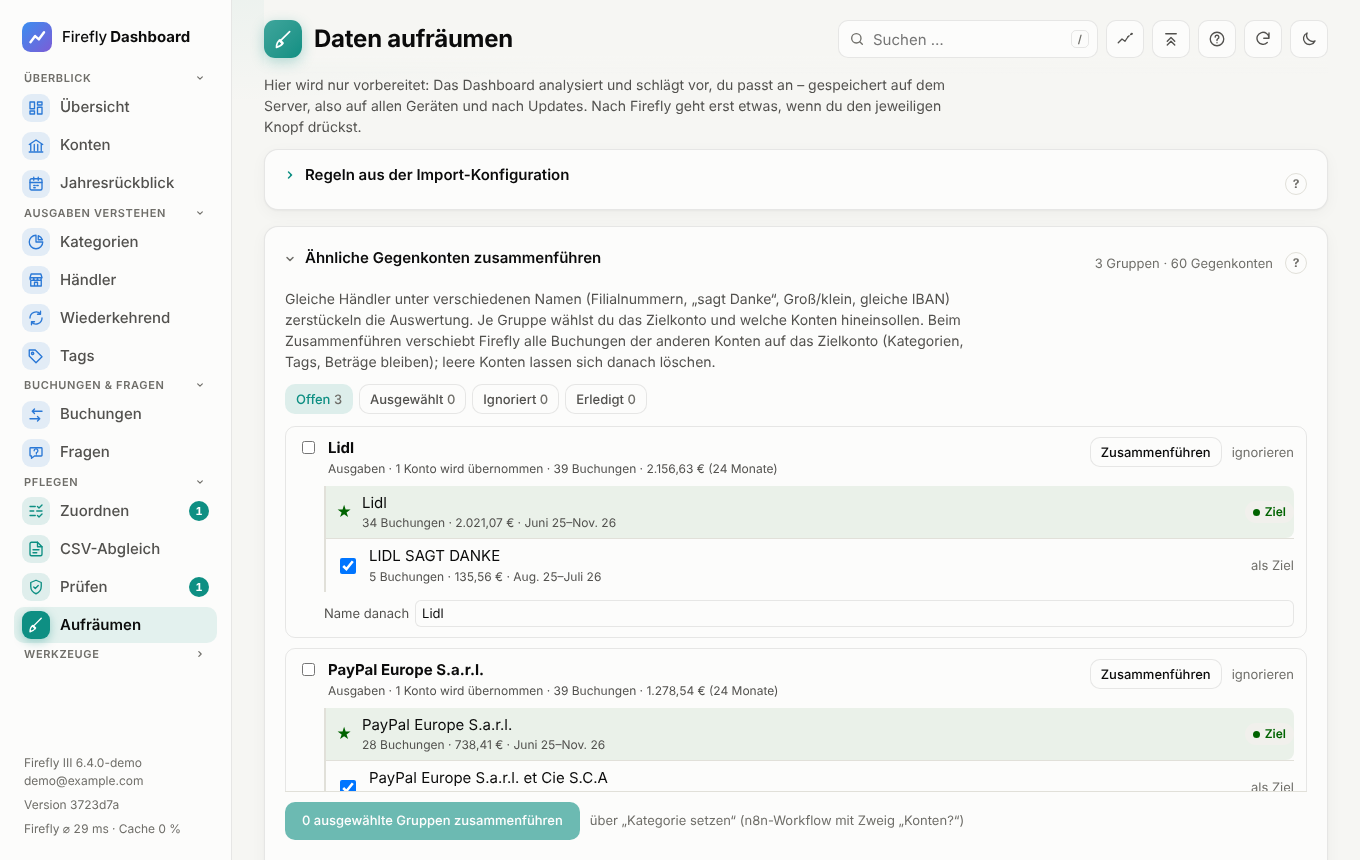 Firefly Dashboard
ÜBERBLICK
Übersicht
Konten
Jahresrückblick
AUSGABEN VERSTEHEN
Kategorien
Händler
Wiederkehrend
Tags
BUCHUNGEN & FRAGEN
Buchungen
Fragen
PFLEGEN
Zuordnen 1
CSV-Abgleich
Prüfen 1
Aufräumen
WERKZEUGE
Firefly III 6.4.0-demo
demo@example.com
Version 3723d7a
Firefly ⌀ 29 ms · Cache 0 %
Daten aufräumen
Suchen … /
Hier wird nur vorbereitet: Das Dashboard analysiert und schlägt vor, du passt an – gespeichert auf dem
Server, also auf allen Geräten und nach Updates. Nach Firefly geht erst etwas, wenn du den jeweiligen
Knopf drückst.
Regeln aus der Import-Konfiguration
?
Ähnliche Gegenkonten zusammenführen
3 Gruppen · 60 Gegenkonten ?
Gleiche Händler unter verschiedenen Namen (Filialnummern, „sagt Danke“, Groß/klein, gleiche IBAN)
zerstückeln die Auswertung. Je Gruppe wählst du das Zielkonto und welche Konten hineinsollen. Beim
Zusammenführen verschiebt Firefly alle Buchungen der anderen Konten auf das Zielkonto (Kategorien,
Tags, Beträge bleiben); leere Konten lassen sich danach löschen.
Offen 3 Ausgewählt 0 Ignoriert 0 Erledigt 0
Lidl
Zusammenführen ignorieren
Ausgaben · 1 Konto wird übernommen · 39 Buchungen · 2.156,63 € (24 Monate)
★ Lidl
34 Buchungen · 2.021,07 € · Juni 25–Nov. 26
● Ziel
LIDL SAGT DANKE
5 Buchungen · 135,56 € · Aug. 25–Juli 26
als Ziel
Name danach Lidl
PayPal Europe S.a.r.l.
Zusammenführen ignorieren
Ausgaben · 1 Konto wird übernommen · 39 Buchungen · 1.278,54 € (24 Monate)
★ PayPal Europe S.a.r.l.
28 Buchungen · 738,41 € · Juni 25–Nov. 26
● Ziel
PayPal Europe S.a.r.l. et Cie S.C.A
als Ziel
0 ausgewählte Gruppen zusammenführen
über „Kategorie setzen“ (n8n-Workflow mit Zweig „Konten?“)